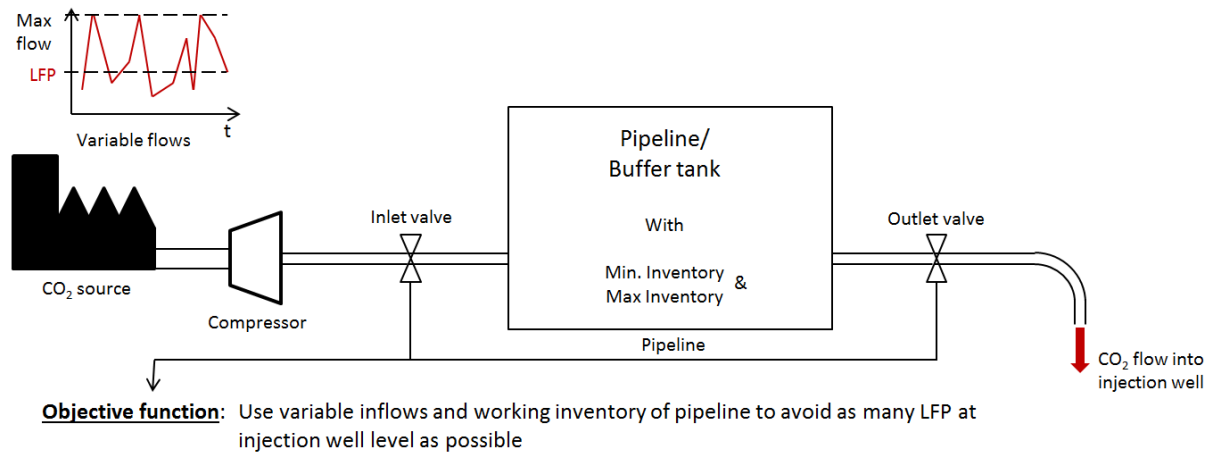 Max
flow
LFP
t
Variable flows
Pipeline/
Buffer tank
With
Min. Inventory
Max Inventory &
Inlet valve
Outlet valve
CO₂ source
Compressor
Pipeline
CO₂ flow into
injection well
Objective function: Use variable inflows and working inventory of pipeline to avoid as many LFP at
injection well level as possible